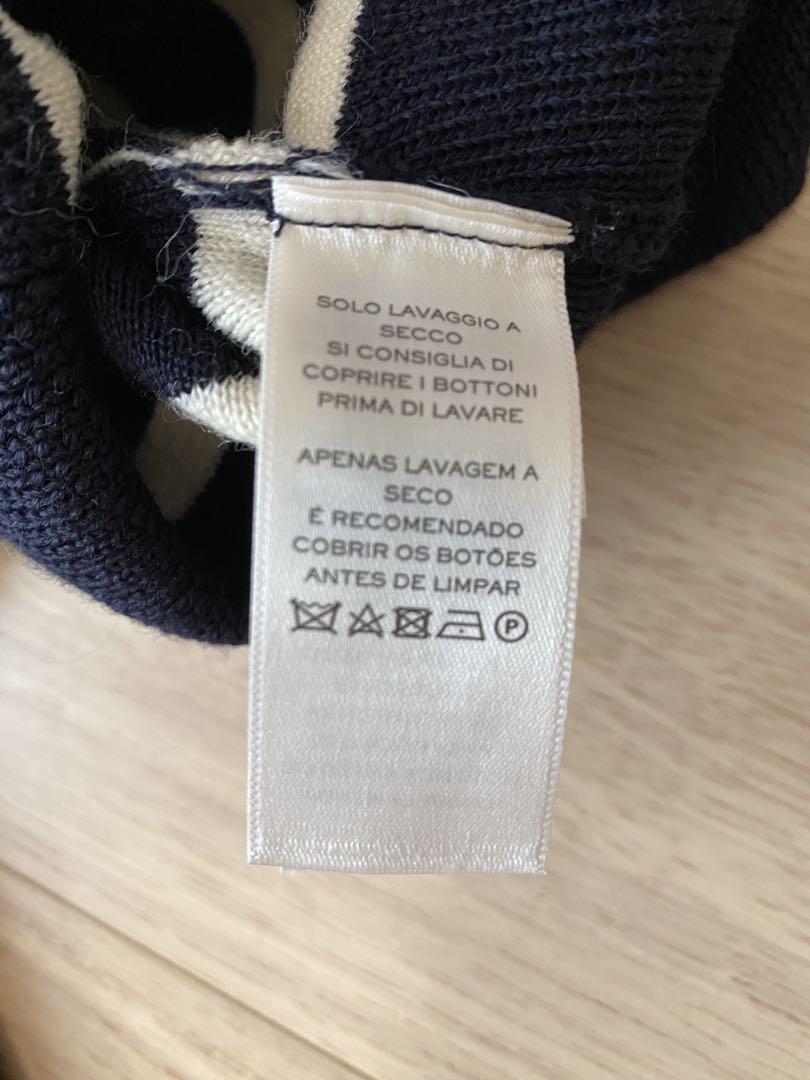 SOLO LAVAGGIO A
SECCO
SI CONSIGLIA DI
COPRIRE I BOTTONI
PRIMA DI LAVARE
APENAS LAVAGEM A
SECO
É RECOMENDADO
COBRIR OS BOTÕES
ANTES DE LIMPAR
P